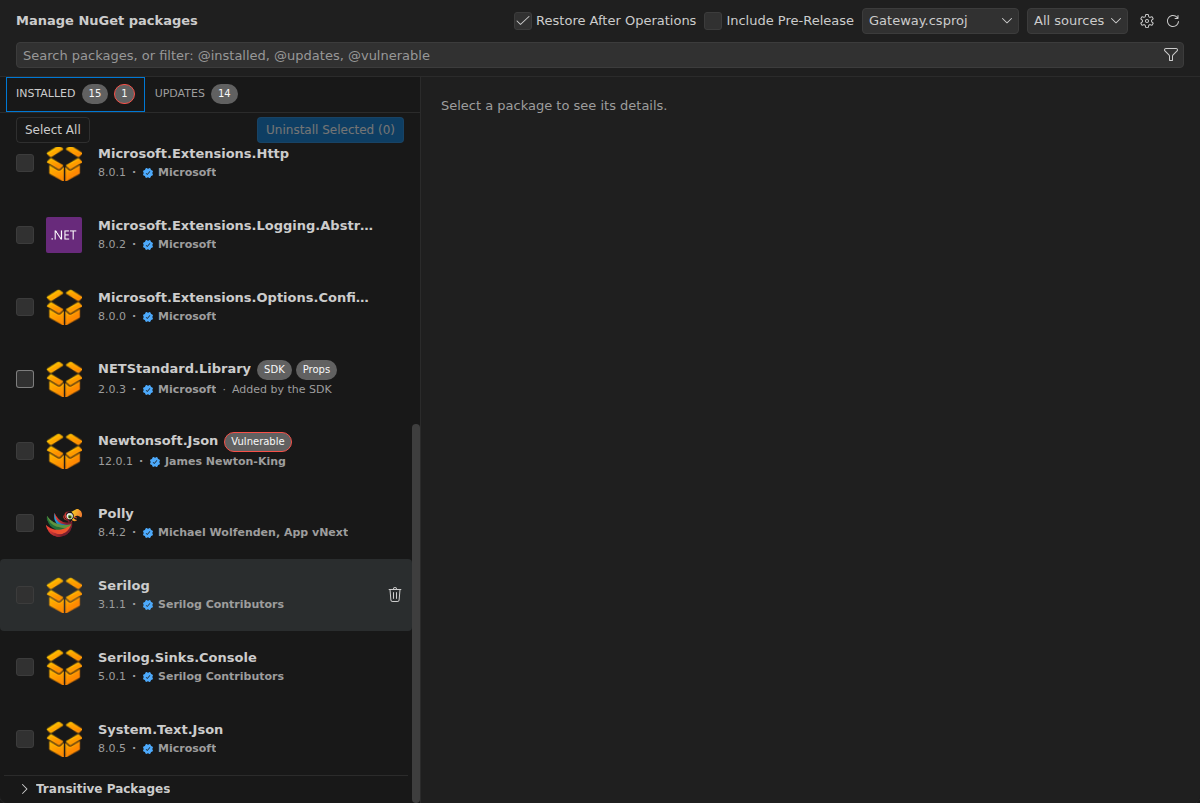 Manage NuGet packages
Restore After Operations
Include Pre-Release
Gateway.csproj
All sources
Search packages, or filter: @installed, @updates, @vulnerable
INSTALLED 15 1
UPDATES 14
Select All
Uninstall Selected (0)
Select a package to see its details.
Microsoft.Extensions.Http
8.0.1 · Microsoft
.NET
Microsoft.Extensions.Logging.Abstr...
8.0.2 · Microsoft
Microsoft.Extensions.Options.Confi...
8.0.0 · Microsoft
NETStandard.Library SDK Props
2.0.3 · Microsoft · Added by the SDK
Newtonsoft.Json Vulnerable
12.0.1 · James Newton-King
Polly
8.4.2 · Michael Wolfenden, App vNext
Serilog
3.1.1 · Serilog Contributors
Serilog.Sinks.Console
5.0.1 · Serilog Contributors
System.Text.Json
8.0.5 · Microsoft
Transitive Packages